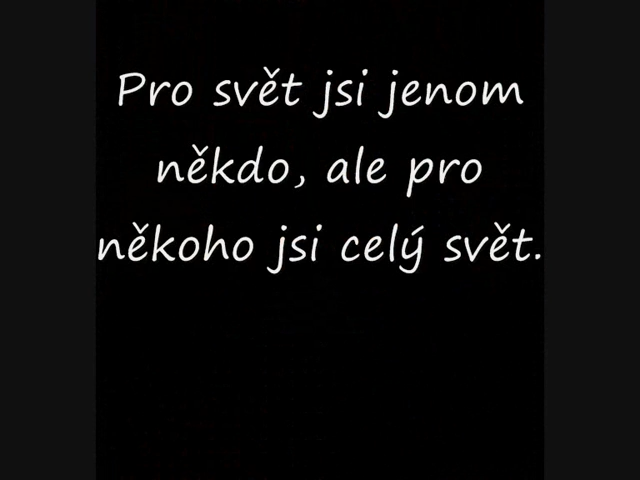 Pro svět jsi jenom
někdo, ale pro
někoho jsi celý svět.